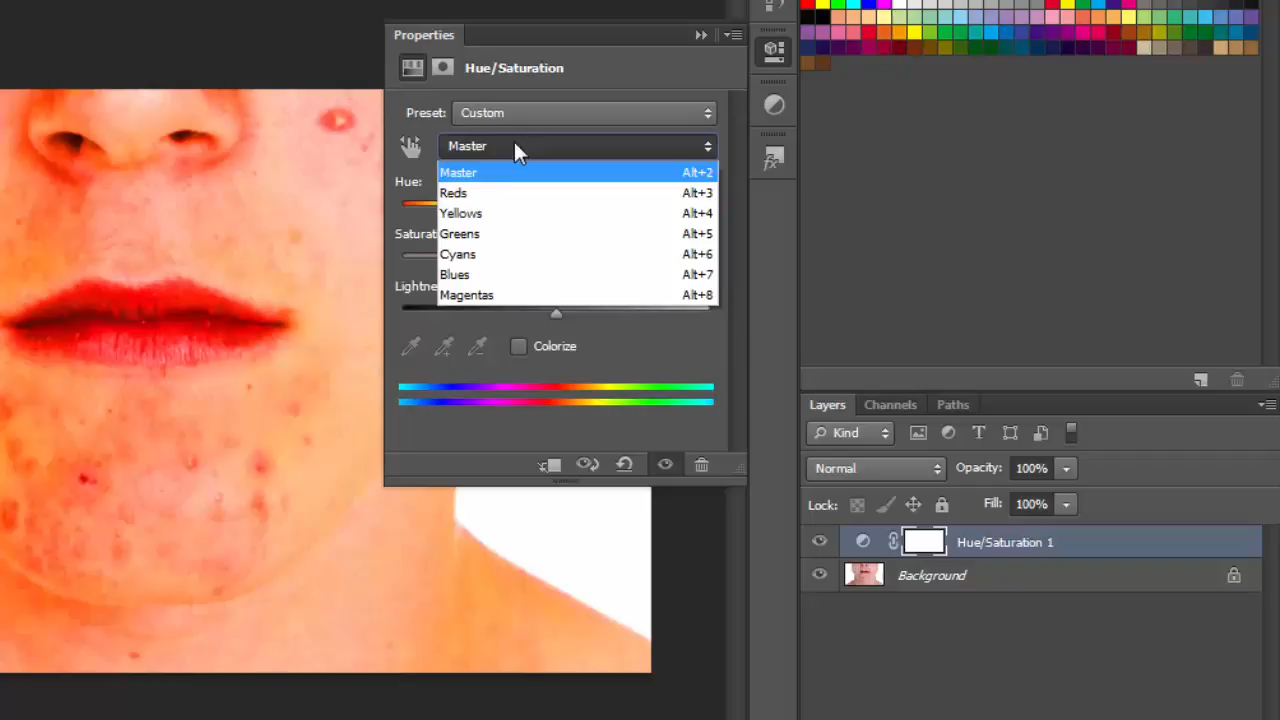 Properties
Hue/Saturation
Preset: Custom
Master
Master Alt+2
Hue:
Reds Alt+3
Yellows Alt+4
Saturat
Greens Alt+5
Cyans Alt+6
Blues Alt+7
Lightne
Magentas Alt+8
Colorize
fx
Layers Channels Paths
Kind
T
Normal Opacity: 100%
Lock: Fill: 100%
Hue/Saturation 1
Background